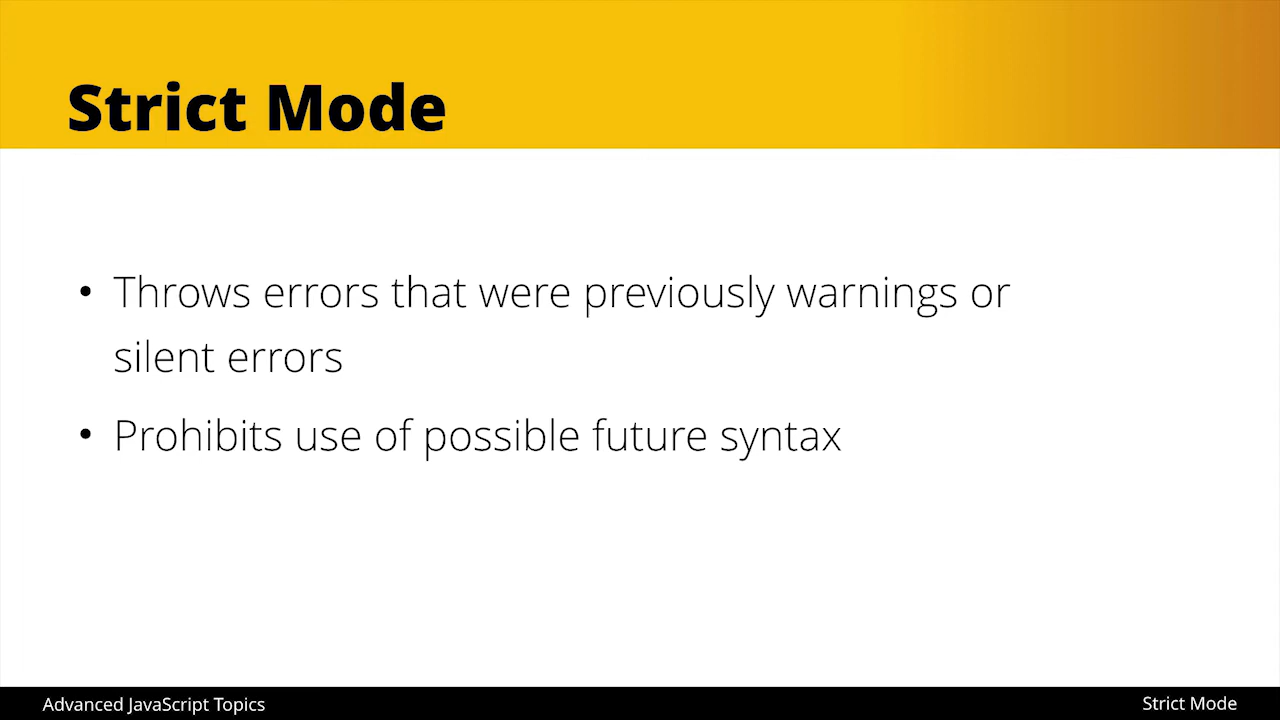 Strict Mode
• Throws errors that were previously warnings or
silent errors
• Prohibits use of possible future syntax
Advanced JavaScript Topics
Strict Mode